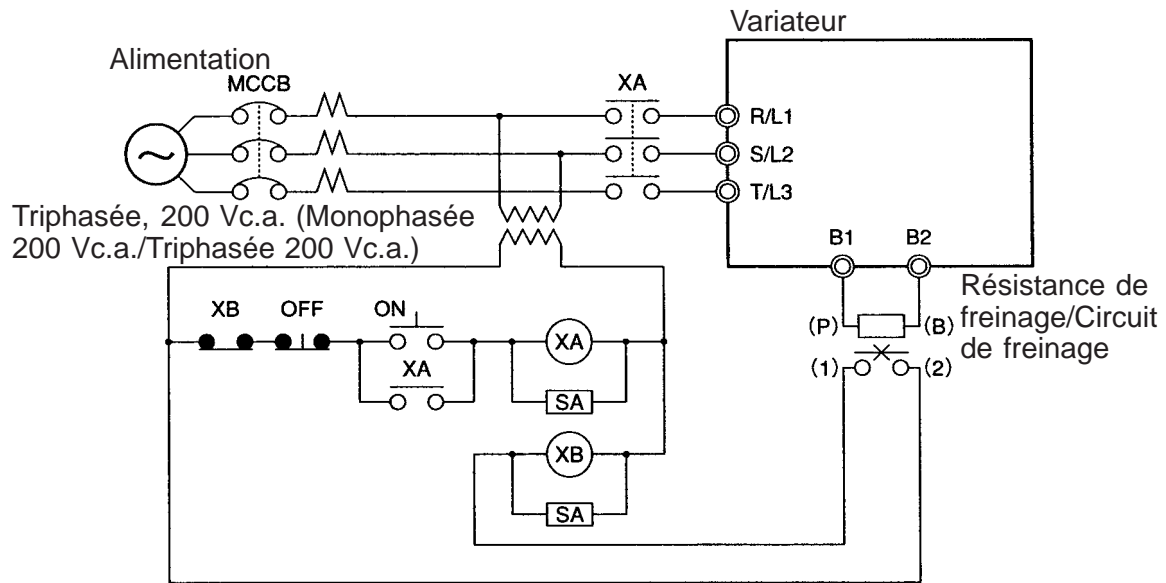 Variateur
Alimentation
MCCB
XA
R/L1
S/L2
T/L3
Triphasée, 200 Vc.a. (Monophasée
200 Vc.a./Triphasée 200 Vc.a.)
B1
B2
Résistance de
freinage/Circuit
de freinage
(P)
(B)
(1)
(2)
XB
OFF
ON
XA
XA
SA
XB
SA